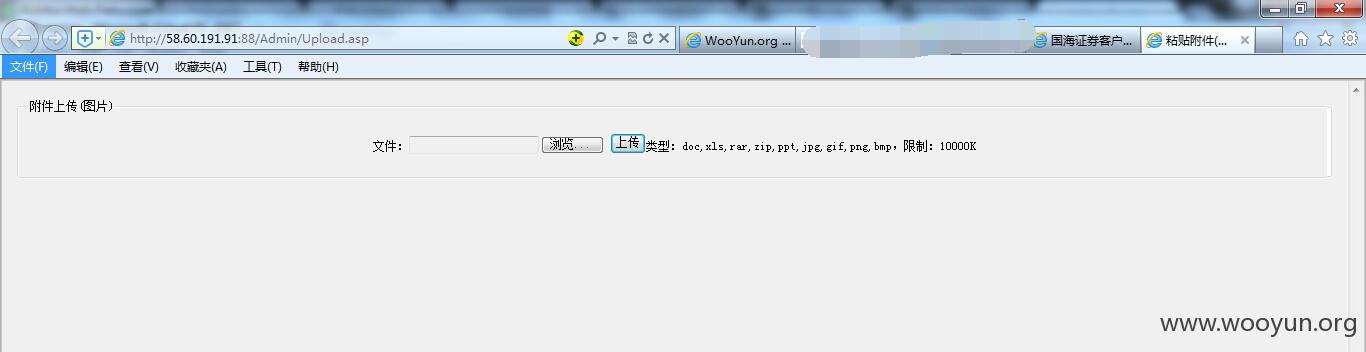 http://58.60.191.91:88/Admin/Upload.asp
WooYun.org ...
国海证券客户...
粘贴附件(...
文件(F) 编辑(E) 查看(V) 收藏夹(A) 工具(T) 帮助(H)
附件上传(图片)
文件: 浏览... 上传 类型: doc,xls,rar,zip,ppt,jpg,gif,png,bmp, 限制: 10000K
www.wooyun.org